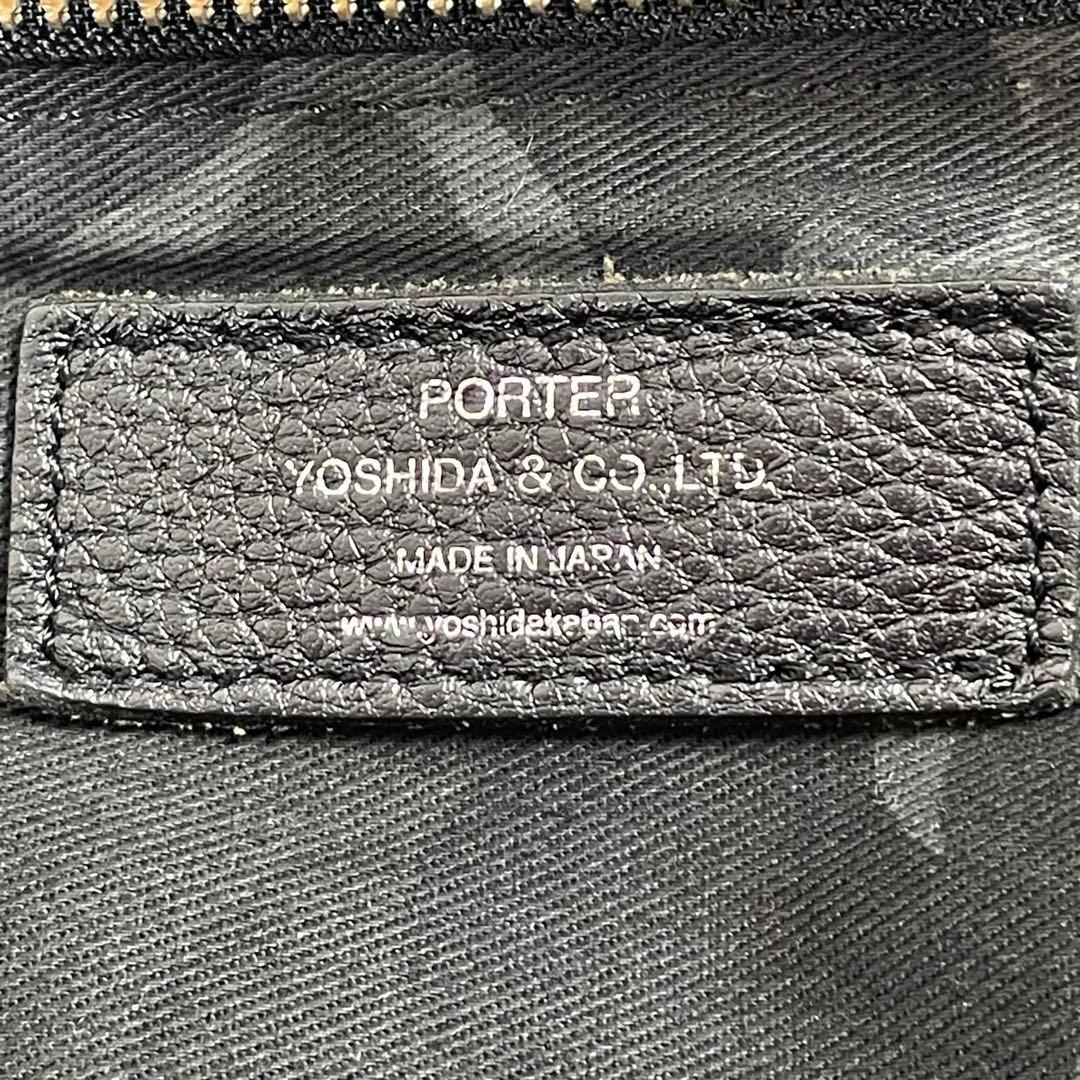 PORTER
YOSHIDA & CO.,LTD.
MADE IN JAPAN
www.yoshidakaban.com